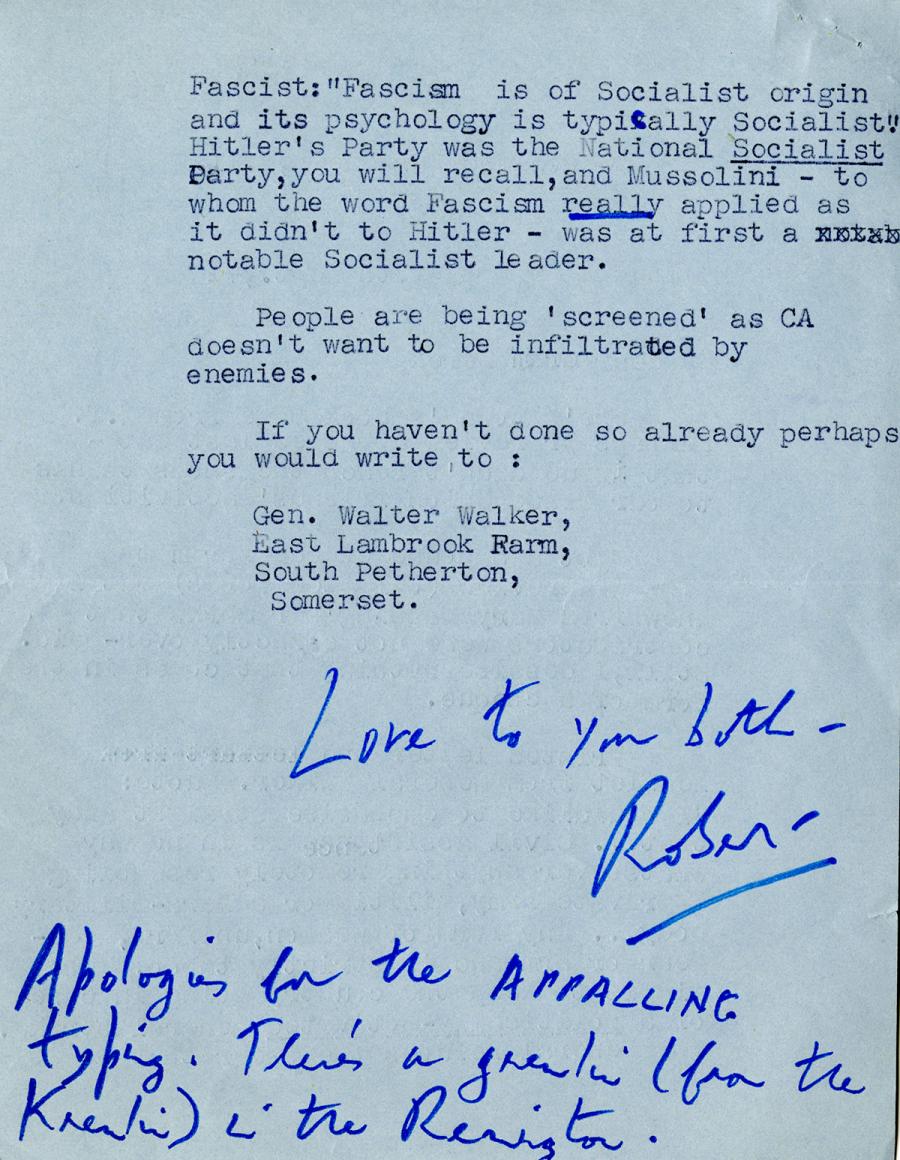 Fascist:"Fascism is of Socialist origin
and its psychology is typically Socialist"
Hitler's Party was the National Socialist
Party,you will recall,and Mussolini - to
whom the word Fascism really applied as
it didn't to Hitler - was at first a
notable Socialist leader.
People are being 'screened' as CA
doesn't want to be infiltrated by
enemies.
If you haven't done so already perhaps
you would write to :
Gen. Walter Walker,
East Lambrook Farm,
South Petherton,
Somerset.
Love to you both -
Robert
Apologies for the APPALLING
typing. There's a gremlin (from the
Kremlin) in the Remington.